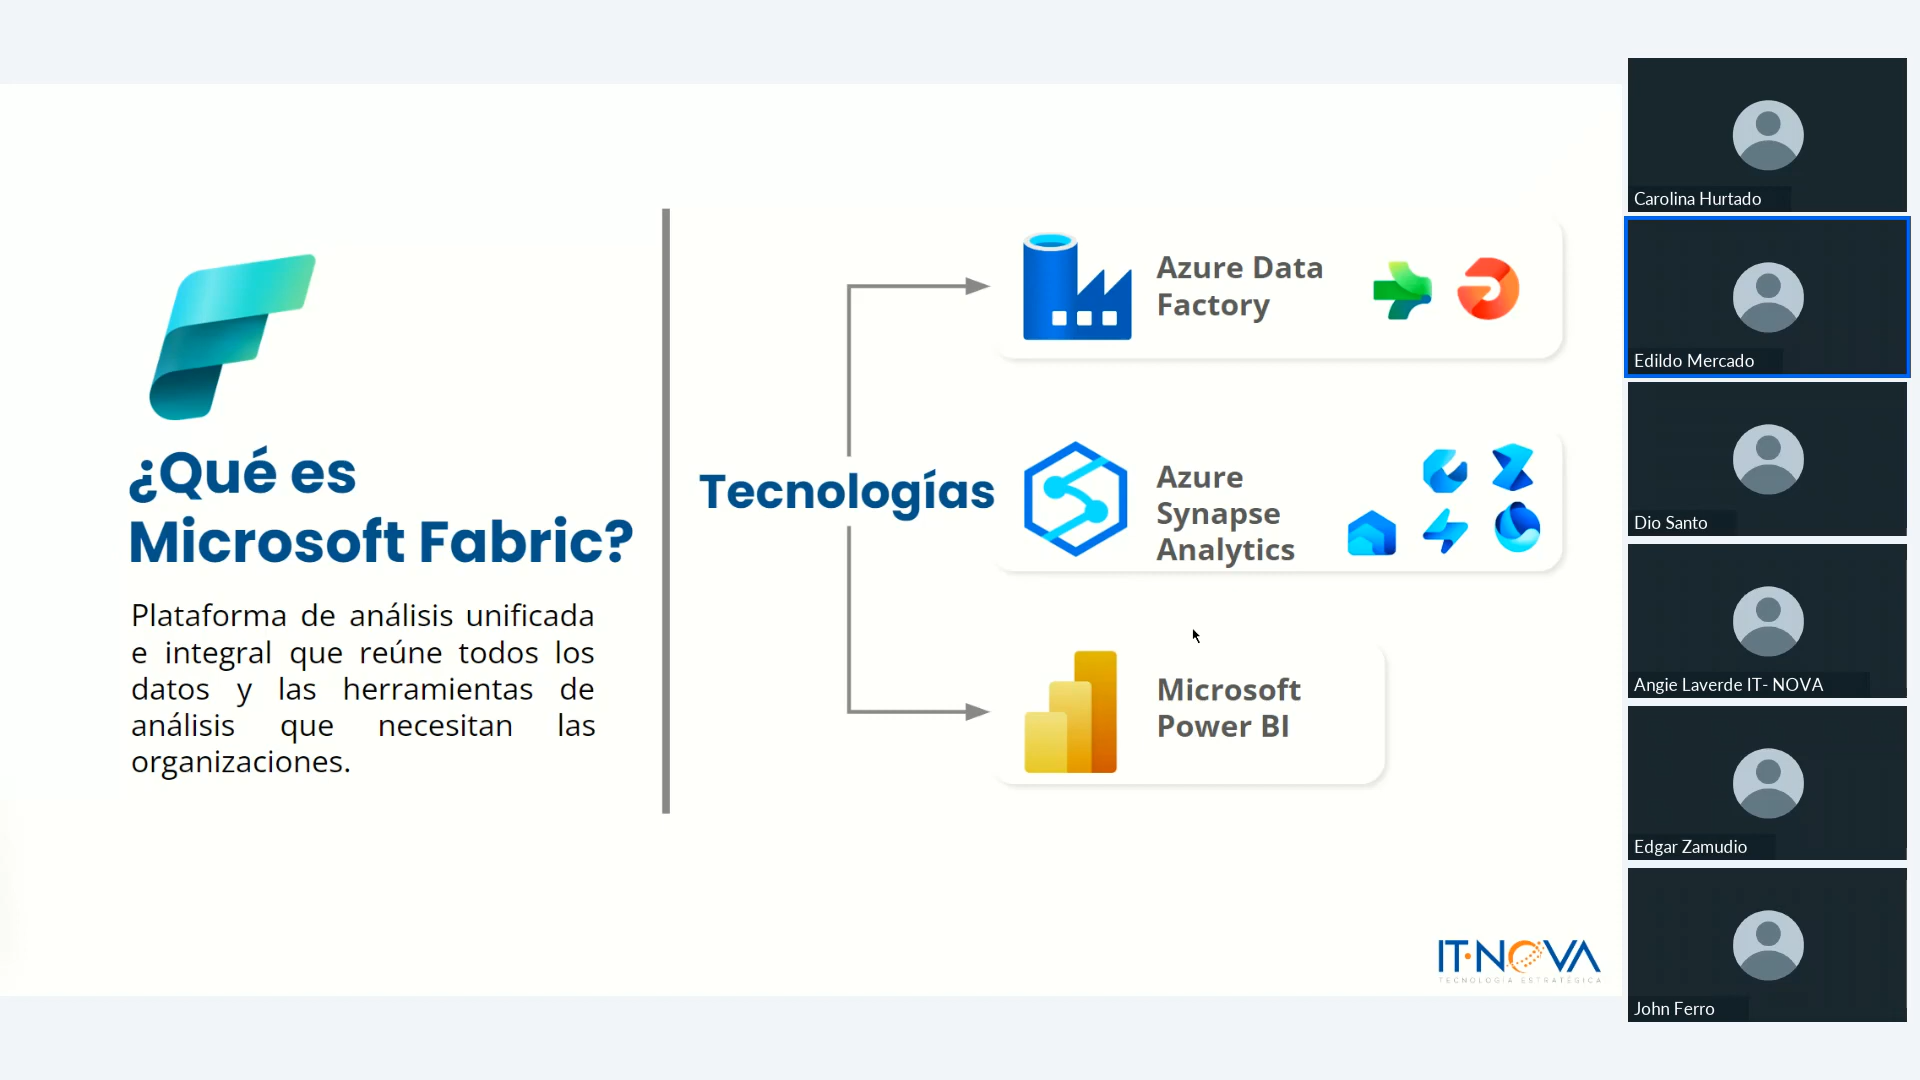 ¿Qué es
Microsoft Fabric?
Plataforma de análisis unificada
e integral que reúne todos los
datos y las herramientas de
análisis que necesitan las
organizaciones.
Tecnologías
Azure Data
Factory
Azure
Synapse
Analytics
Microsoft
Power BI
IT·NOVA
TECNOLOGÍA ESTRATÉGICA
Carolina Hurtado
Edildo Mercado
Dio Santo
Angie Laverde IT- NOVA
Edgar Zamudio
John Ferro